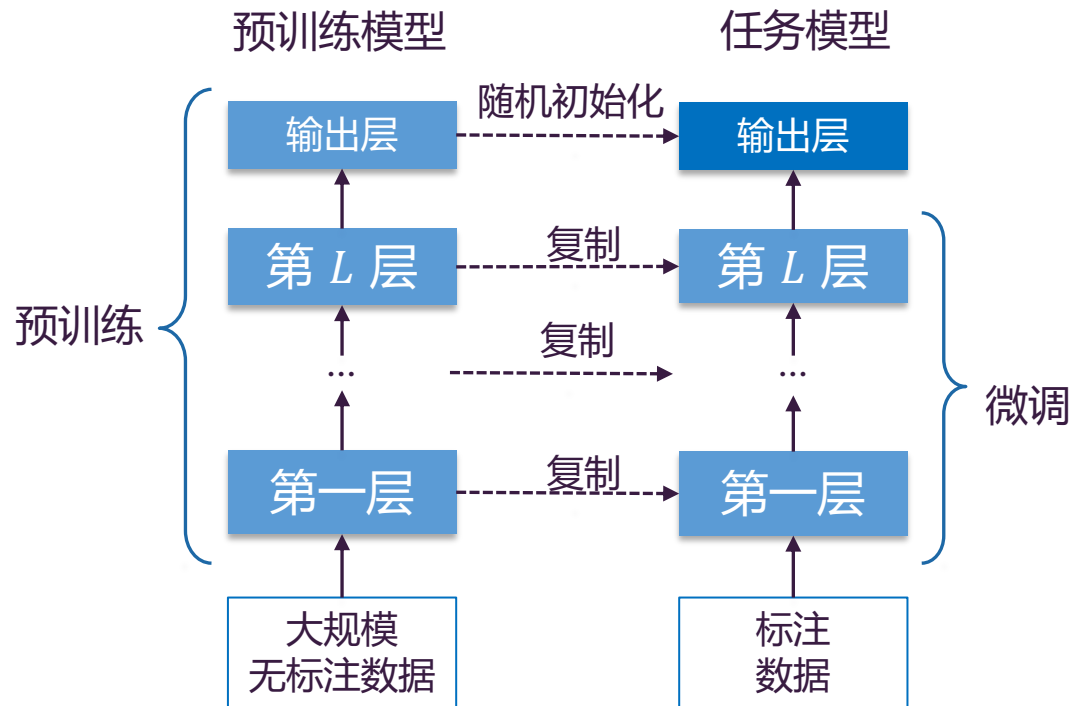 预训练模型
任务模型
随机初始化
输出层
输出层
复制
第 L 层
第 L 层
预训练
复制
...
...
微调
复制
第一层
第一层
大规模
无标注数据
标注
数据